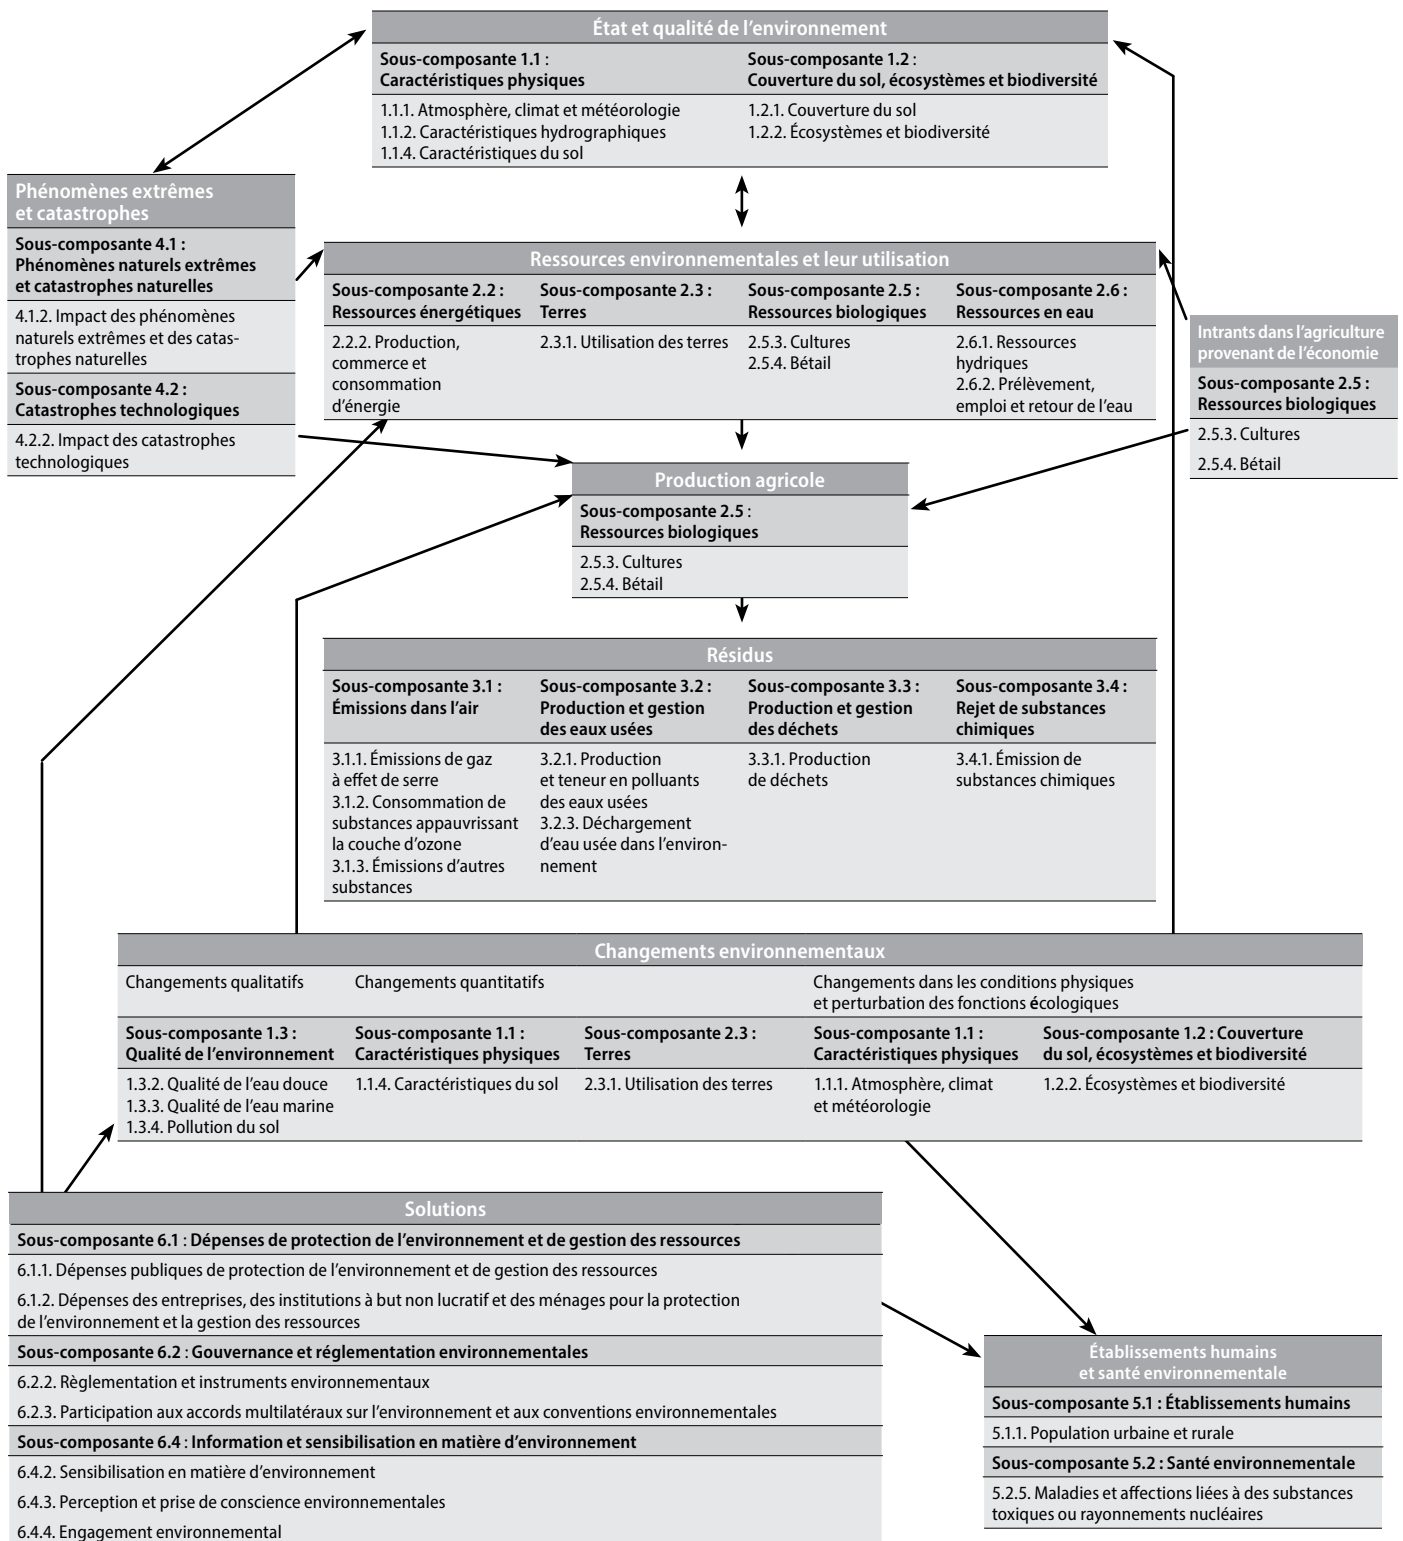 État et qualité de l’environnement
Sous-composante 1.1 :
Caractéristiques physiques
1.1.1. Atmosphère, climat et météorologie
1.1.2. Caractéristiques hydrographiques
1.1.4. Caractéristiques du sol
Sous-composante 1.2 :
Couverture du sol, écosystèmes et biodiversité
1.2.1. Couverture du sol
1.2.2. Écosystèmes et biodiversité
Phénomènes extrêmes
et catastrophes
Sous-composante 4.1 :
Phénomènes naturels extrêmes
et catastrophes naturelles
4.1.2. Impact des phénomènes
naturels extrêmes et des catas-
trophes naturelles
Sous-composante 4.2 :
Catastrophes technologiques
4.2.2. Impact des catastrophes
technologiques
Ressources environnementales et leur utilisation
Sous-composante 2.2 :
Ressources énergétiques
2.2.2. Production,
commerce et
consommation
d’énergie
Sous-composante 2.3 :
Terres
2.3.1. Utilisation des terres
Sous-composante 2.5 :
Ressources biologiques
2.5.3. Cultures
2.5.4. Bétail
Sous-composante 2.6 :
Ressources en eau
2.6.1. Ressources
hydriques
2.6.2. Prélèvement,
emploi et retour de l’eau
Intrants dans l’agriculture
provenant de l’économie
Sous-composante 2.5 :
Ressources biologiques
2.5.3. Cultures
2.5.4. Bétail
Production agricole
Sous-composante 2.5 :
Ressources biologiques
2.5.3. Cultures
2.5.4. Bétail
Résidus
Sous-composante 3.1 :
Émissions dans l’air
3.1.1. Émissions de gaz
à effet de serre
3.1.2. Consommation de
substances appauvrissant
la couche d’ozone
3.1.3. Émissions d’autres
substances
Sous-composante 3.2 :
Production et gestion
des eaux usées
3.2.1. Production
et teneur en polluants
des eaux usées
3.2.3. Déchargement
d’eau usée dans l’environ-
nement
Sous-composante 3.3 :
Production et gestion
des déchets
3.3.1. Production
de déchets
Sous-composante 3.4 :
Rejet de substances
chimiques
3.4.1. Émission de
substances chimiques
Changements environnementaux
Changements qualitatifs
Changements quantitatifs
Changements dans les conditions physiques
et perturbation des fonctions écologiques
Sous-composante 1.3 :
Qualité de l’environnement
1.3.2. Qualité de l’eau douce
1.3.3. Qualité de l’eau marine
1.3.4. Pollution du sol
Sous-composante 1.1 :
Caractéristiques physiques
1.1.4. Caractéristiques du sol
Sous-composante 2.3 :
Terres
2.3.1. Utilisation des terres
Sous-composante 1.1 :
Caractéristiques physiques
1.1.1. Atmosphère, climat
et météorologie
Sous-composante 1.2 : Couverture
du sol, écosystèmes et biodiversité
1.2.2. Écosystèmes et biodiversité
Solutions
Sous-composante 6.1 : Dépenses de protection de l’environnement et de gestion des ressources
6.1.1. Dépenses publiques de protection de l’environnement et de gestion des ressources
6.1.2. Dépenses des entreprises, des institutions à but non lucratif et des ménages pour la protection
de l’environnement et la gestion des ressources
Sous-composante 6.2 : Gouvernance et réglementation environnementales
6.2.2. Règlementation et instruments environnementaux
6.2.3. Participation aux accords multilatéraux sur l’environnement et aux conventions environnementales
Sous-composante 6.4 : Information et sensibilisation en matière d’environnement
6.4.2. Sensibilisation en matière d’environnement
6.4.3. Perception et prise de conscience environnementales
6.4.4. Engagement environnemental
Établissements humains
et santé environnementale
Sous-composante 5.1 : Établissements humains
5.1.1. Population urbaine et rurale
Sous-composante 5.2 : Santé environnementale
5.2.5. Maladies et affections liées à des substances
toxiques ou rayonnements nucléaires